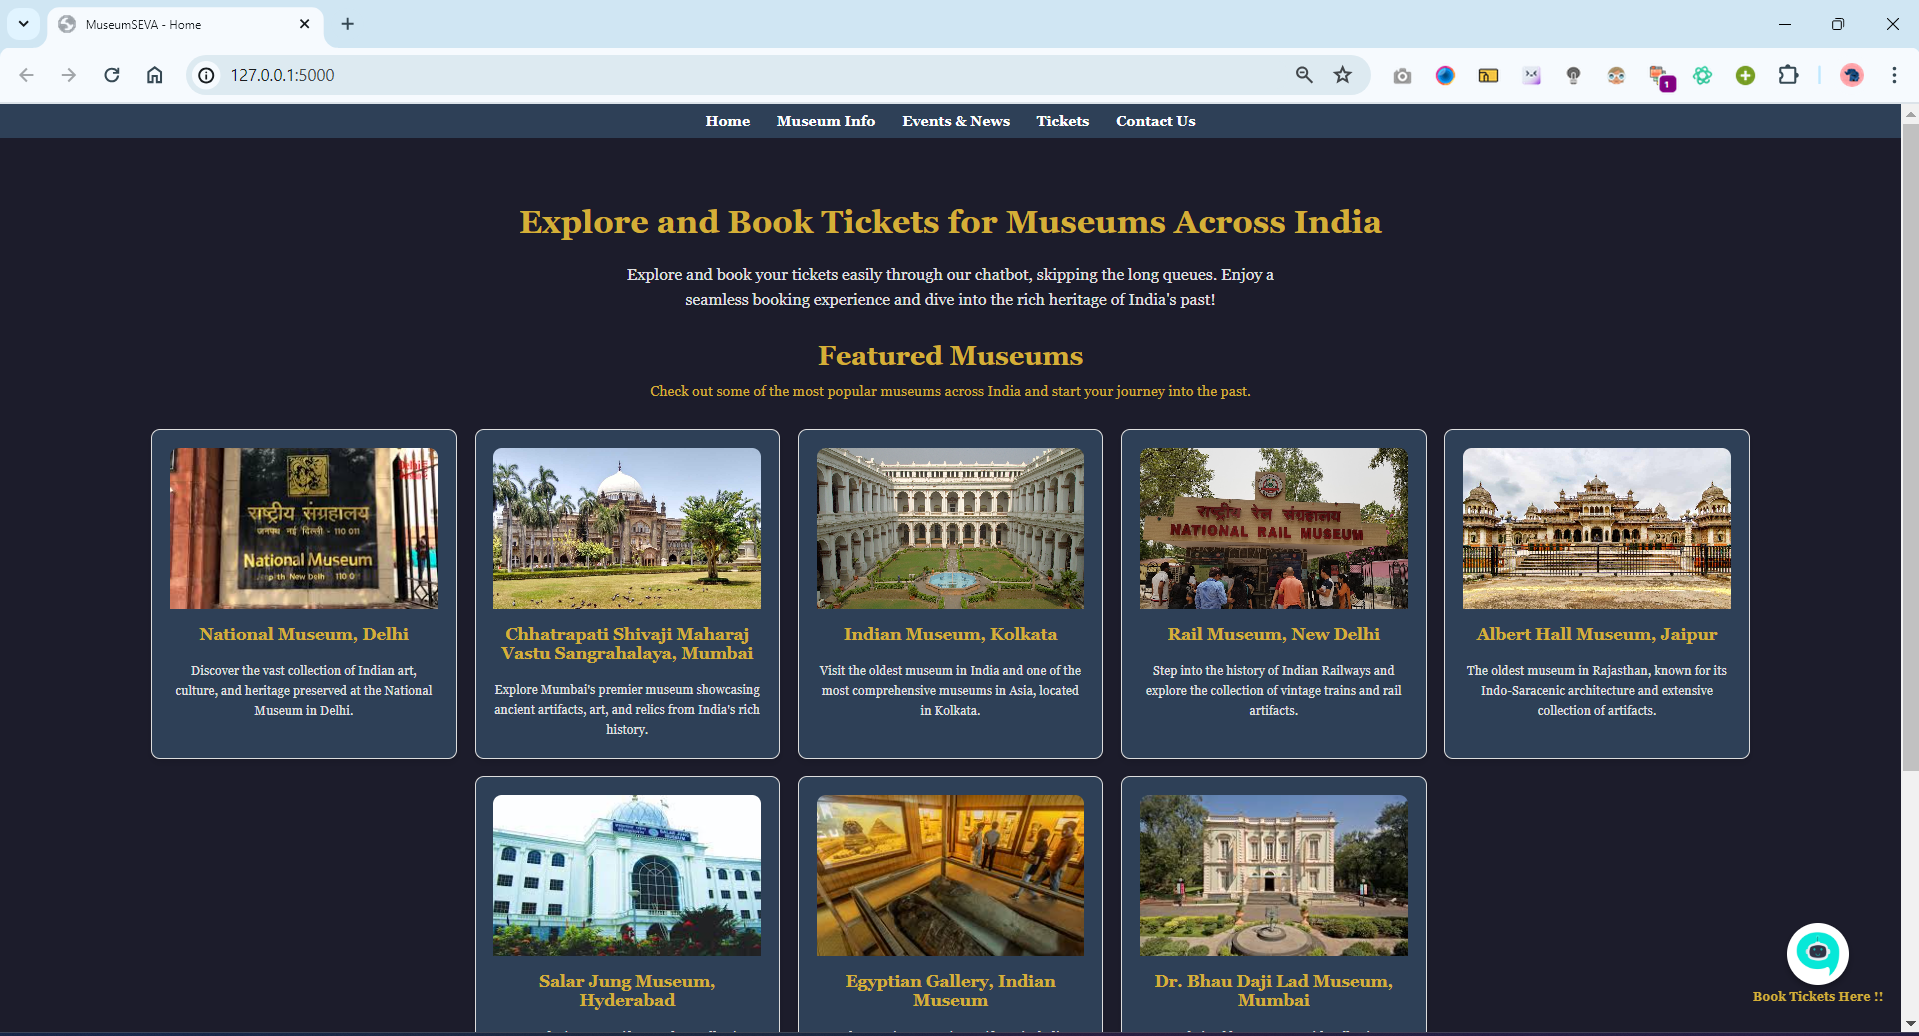 MuseumSEVA - Home
127.0.0.1:5000
1
Home Museum Info Events & News Tickets Contact Us
Explore and Book Tickets for Museums Across India
Explore and book your tickets easily through our chatbot, skipping the long queues. Enjoy a
seamless booking experience and dive into the rich heritage of India's past!
Featured Museums
Check out some of the most popular museums across India and start your journey into the past.
राष्ट्रीय संग्रहालय
जनपथ नई दिल्ली - 110 011
National Museum
New Delhi
National Museum, Delhi
Discover the vast collection of Indian art,
culture, and heritage preserved at the National
Museum in Delhi.
Chhatrapati Shivaji Maharaj
Vastu Sangrahalaya, Mumbai
Explore Mumbai's premier museum showcasing
ancient artifacts, art, and relics from India's rich
history.
Indian Museum, Kolkata
Visit the oldest museum in India and one of the
most comprehensive museums in Asia, located
in Kolkata.
राष्ट्रीय रेल संग्रहालय
NATIONAL RAIL MUSEUM
Rail Museum, New Delhi
Step into the history of Indian Railways and
explore the collection of vintage trains and rail
artifacts.
Albert Hall Museum, Jaipur
The oldest museum in Rajasthan, known for its
Indo-Saracenic architecture and extensive
collection of artifacts.
SALAR JUNG MUSEUM
Salar Jung Museum,
Hyderabad
Egyptian Gallery, Indian
Museum
Dr. Bhau Daji Lad Museum,
Mumbai
Book Tickets Here !!